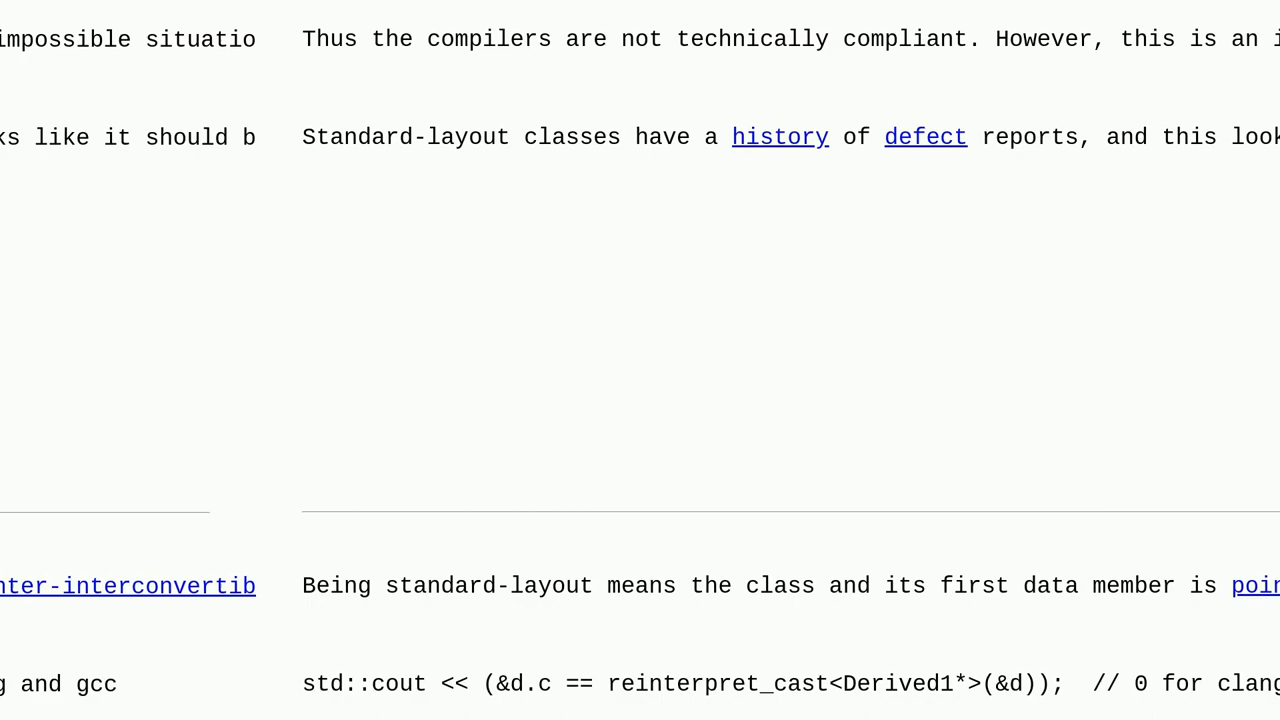 impossible situatio
ks like it should b
nter-interconvertib
g and gcc
Thus the compilers are not technically compliant. However, this is an i
Standard-layout classes have a history of defect reports, and this look
Being standard-layout means the class and its first data member is poin
std::cout << (&d.c == reinterpret_cast<Derived1*>(&d));  // 0 for clang